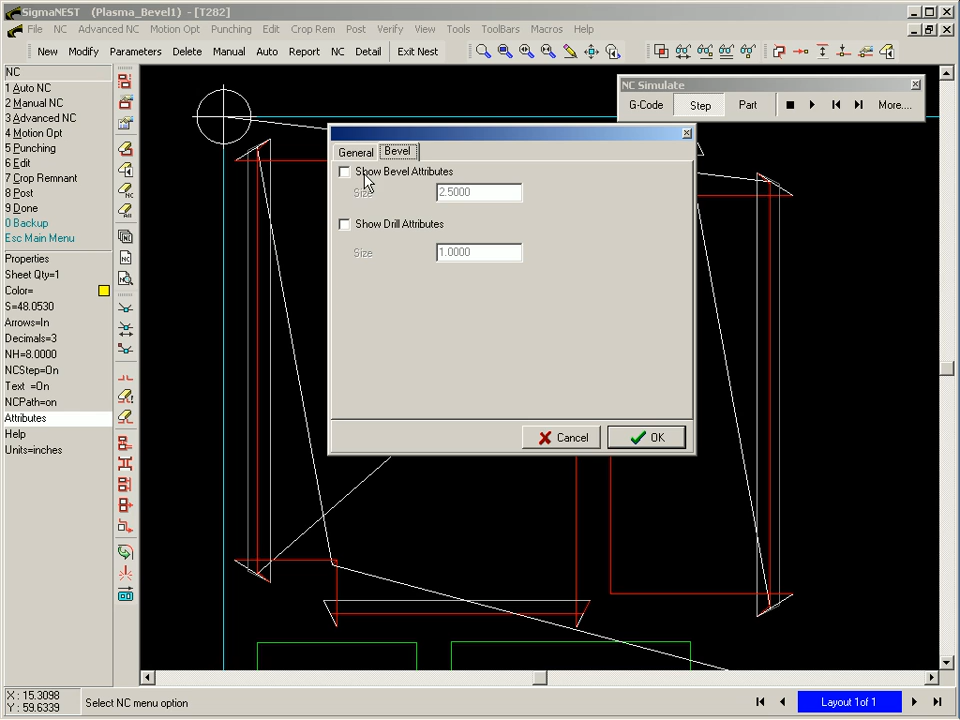 SigmaNEST (Plasma_Bevel1) - [T282]
File NC Advanced NC Motion Opt Punching Edit Crop Rem Post Verify View Tools ToolBars Macros Help
New Modify Parameters Delete Manual Auto Report NC Detail Exit Nest
NC
1 Auto NC
2 Manual NC
3 Advanced NC
4 Motion Opt
5 Punching
6 Edit
7 Crop Remnant
8 Post
9 Done
0 Backup
Esc Main Menu
Properties
Sheet Qty=1
Color=
S=48.0530
Arrows=In
Decimals=3
NH=8.0000
NCStep=On
Text =On
NCPath=on
Attributes
Help
Units=inches
NC Simulate
G-Code Step Part More....
General Bevel
Show Bevel Attributes
Size 2.5000
Show Drill Attributes
Size 1.0000
Cancel OK
X : 15.3098
Y : 59.6339
Select NC menu option
Layout 1of 1